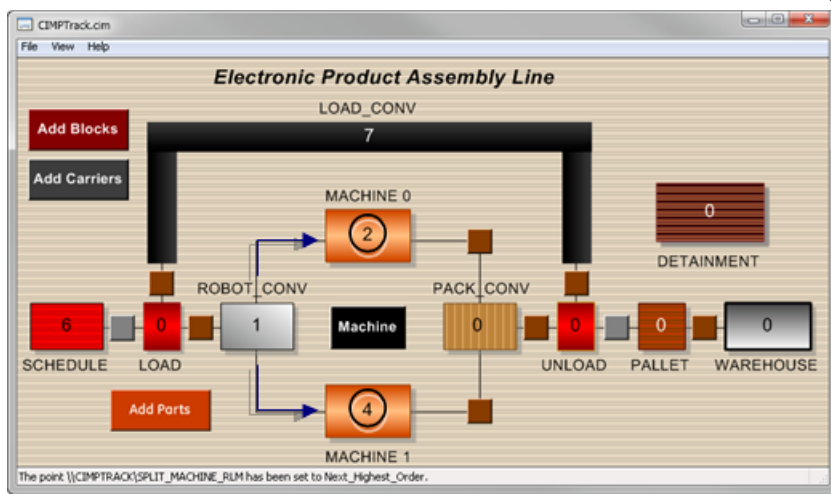 CIMPTrack.cim
File View Help
Electronic Product Assembly Line
LOAD_CONV
Add Blocks
7
Add Carriers
MACHINE 0
2
0
DETAINMENT
ROBOT_CONV
PACK_CONV
6
0
1
Machine
0
0
0
0
SCHEDULE
LOAD
UNLOAD
PALLET
WAREHOUSE
Add Parts
4
MACHINE 1
The point \\CIMPTRACK\SPLIT_MACHINE_RLM has been set to Next_Highest_Order.